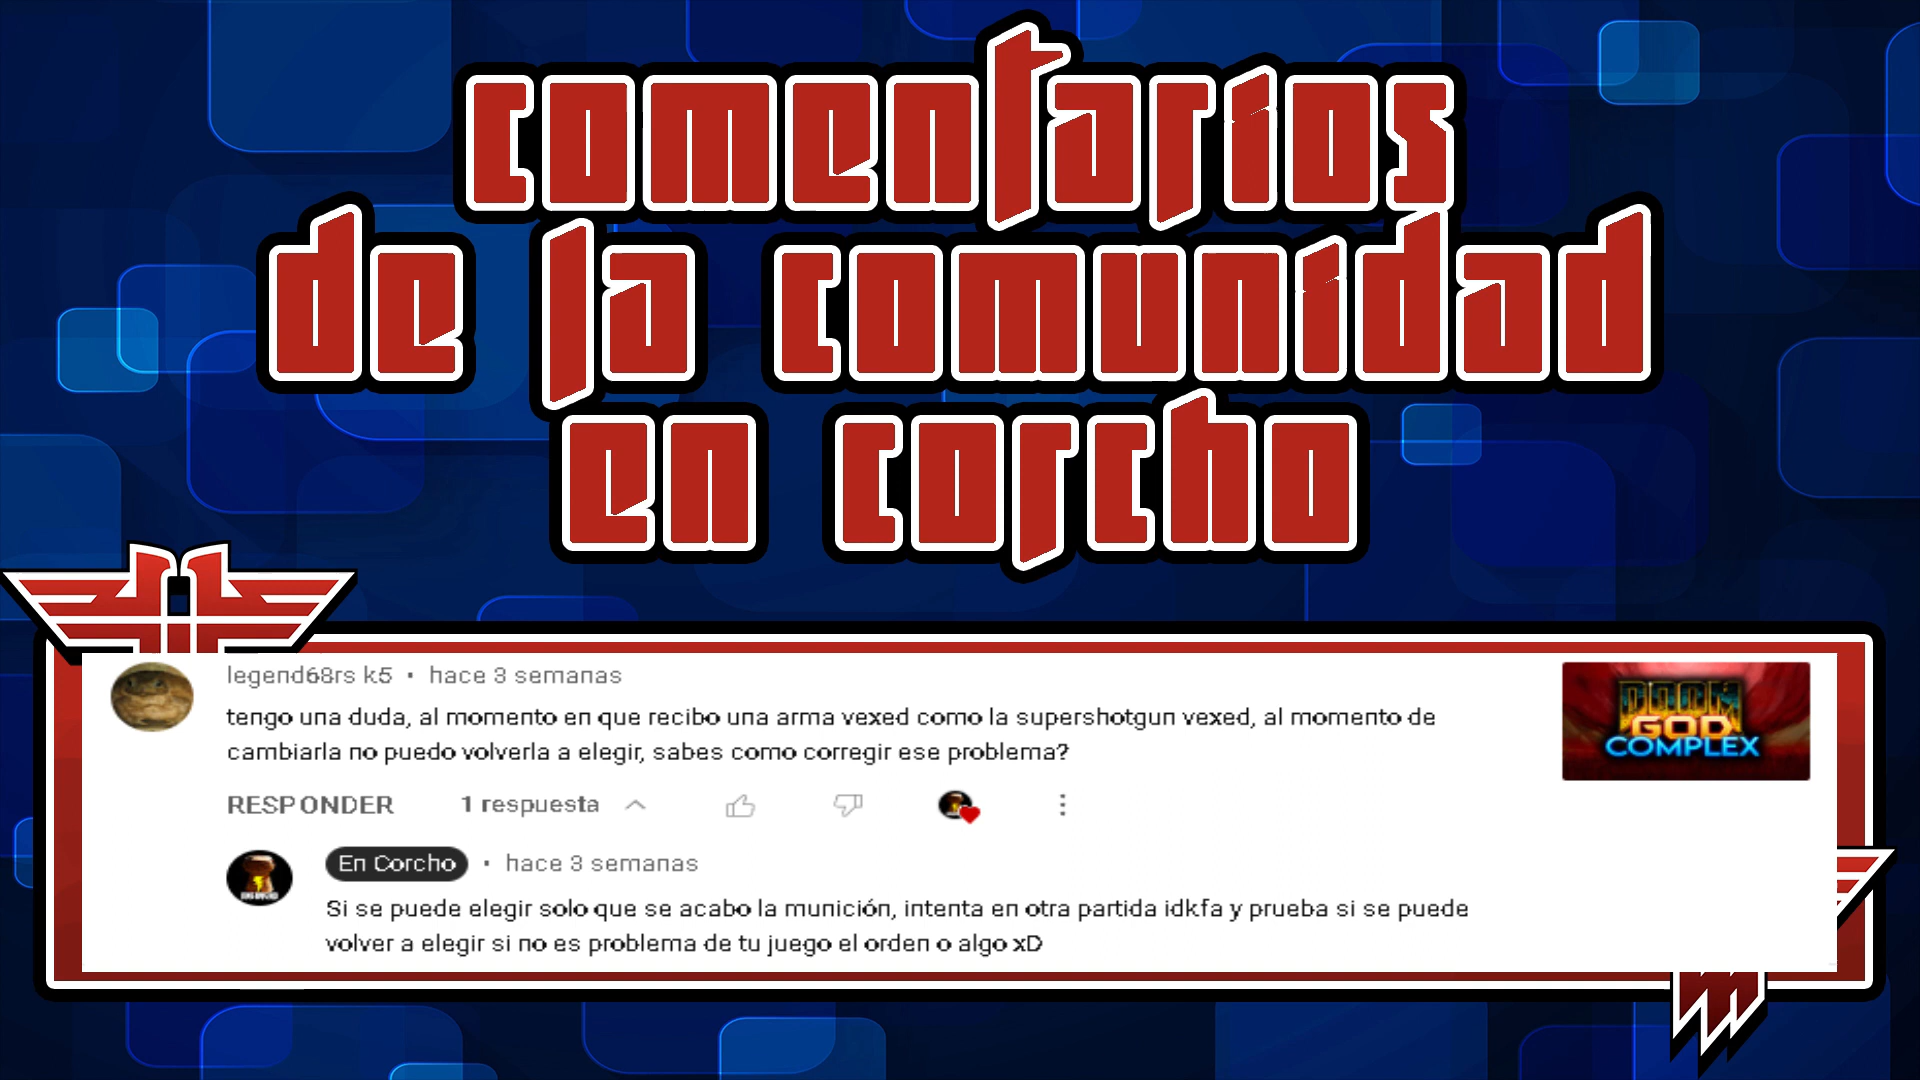 comentarios
de la comunidad
en corcho
legend68rs k5 • hace 3 semanas
tengo una duda, al momento en que recibo una arma vexed como la supershotgun vexed, al momento de
cambiarla no puedo volverla a elegir, sabes como corregir ese problema?
DOOM
GOD
COMPLEX
RESPONDER 1 respuesta
En Corcho • hace 3 semanas
Si se puede elegir solo que se acabo la munición, intenta en otra partida idkfa y prueba si se puede
volver a elegir si no es problema de tu juego el orden o algo xD